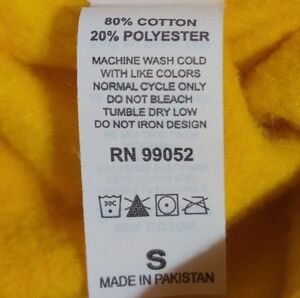 80% COTTON
20% POLYESTER
MACHINE WASH COLD
WITH LIKE COLORS
NORMAL CYCLE ONLY
DO NOT BLEACH
TUMBLE DRY LOW
DO NOT IRON DESIGN
RN 99052
30C
S
MADE IN PAKISTAN